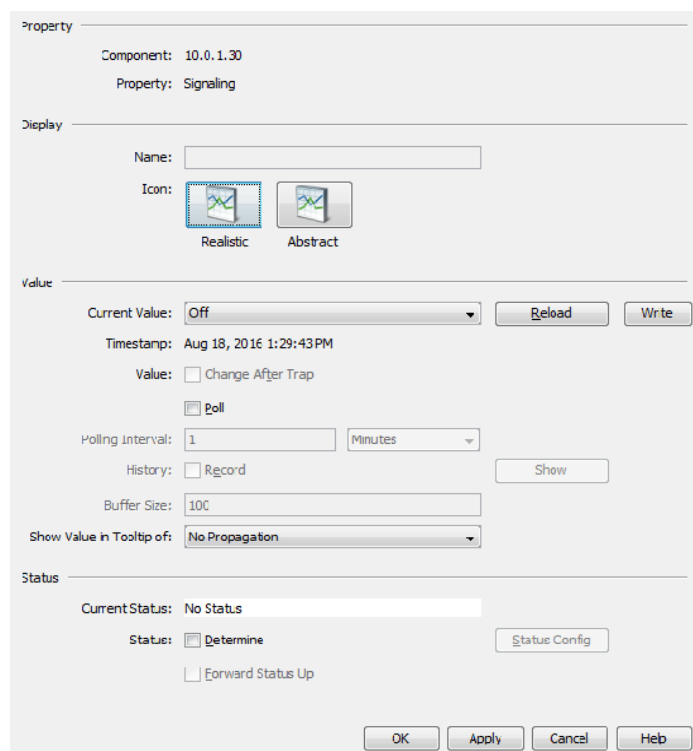 Property
Component: 10.0.1.30
Property: Signaling
Display
Name:
Icon:
Realistic Abstract
Value
Current Value: Off Reload Write
Timestamp: Aug 18, 2016 1:29:43 PM
Value: Change After Trap
Poll
Polling Interval: 1 Minutes
History: Record Show
Buffer Size: 100
Show Value in Tooltip of: No Propagation
Status
Current Status: No Status
Status: Determine Status Config
Forward Status Up
OK Apply Cancel Help